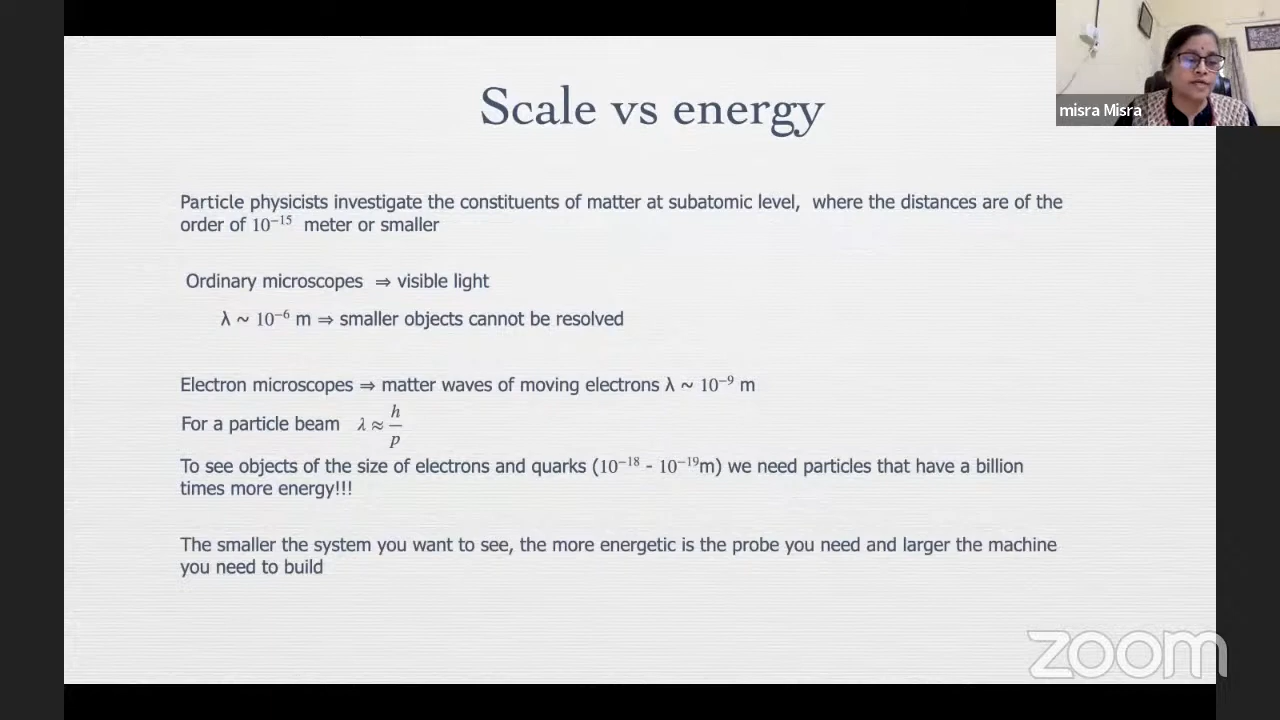 Scale vs energy
misra Misra
Particle physicists investigate the constituents of matter at subatomic level,  where the distances are of the
order of 10⁻¹⁵ meter or smaller
Ordinary microscopes ⇒ visible light
λ ~ 10⁻⁶ m ⇒ smaller objects cannot be resolved
Electron microscopes ⇒ matter waves of moving electrons λ ~ 10⁻⁹ m
For a particle beam λ ≈ h/p
To see objects of the size of electrons and quarks (10⁻¹⁸ - 10⁻¹⁹m) we need particles that have a billion
times more energy!!!
The smaller the system you want to see, the more energetic is the probe you need and larger the machine
you need to build
zoom